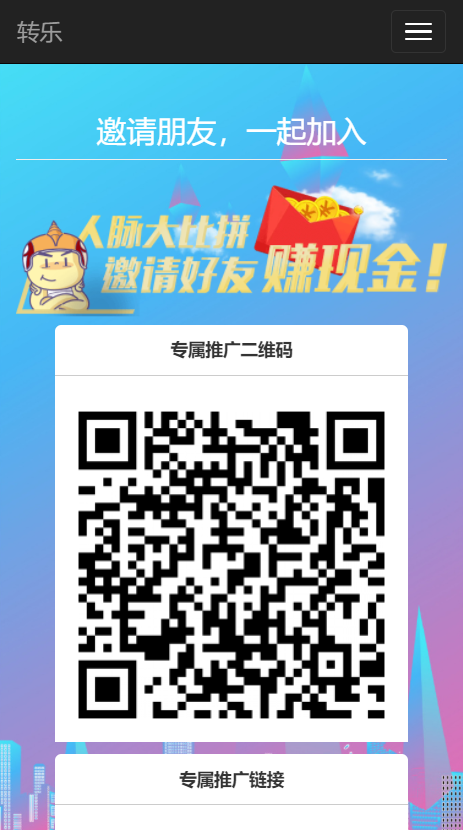 转乐
邀请朋友，一起加入
人脉大比拼
邀请好友 赚现金！
专属推广二维码
专属推广链接